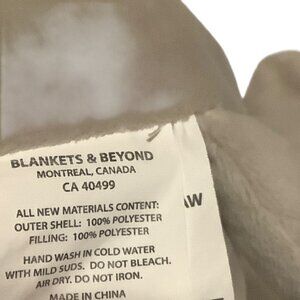 BLANKETS & BEYOND
MONTREAL, CANADA
CA 40499
ALL NEW MATERIALS CONTENT:
OUTER SHELL: 100% POLYESTER
FILLING: 100% POLYESTER
HAND WASH IN COLD WATER
WITH MILD SUDS. DO NOT BLEACH.
AIR DRY. DO NOT IRON.
MADE IN CHINA